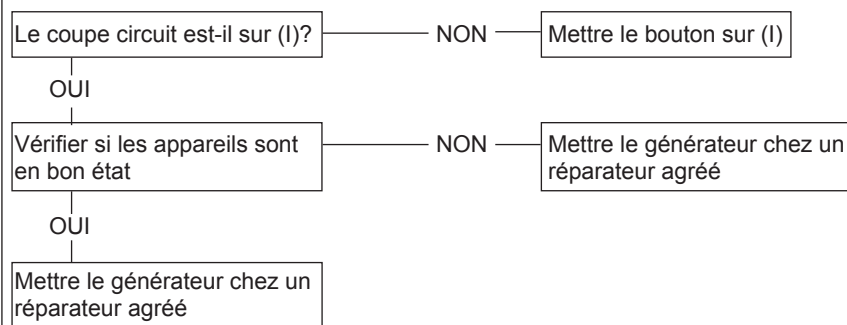 Le coupe circuit est-il sur (I)?
NON
Mettre le bouton sur (I)
OUI
Vérifier si les appareils sont
en bon état
NON
Mettre le générateur chez un
réparateur agréé
OUI
Mettre le générateur chez un
réparateur agréé